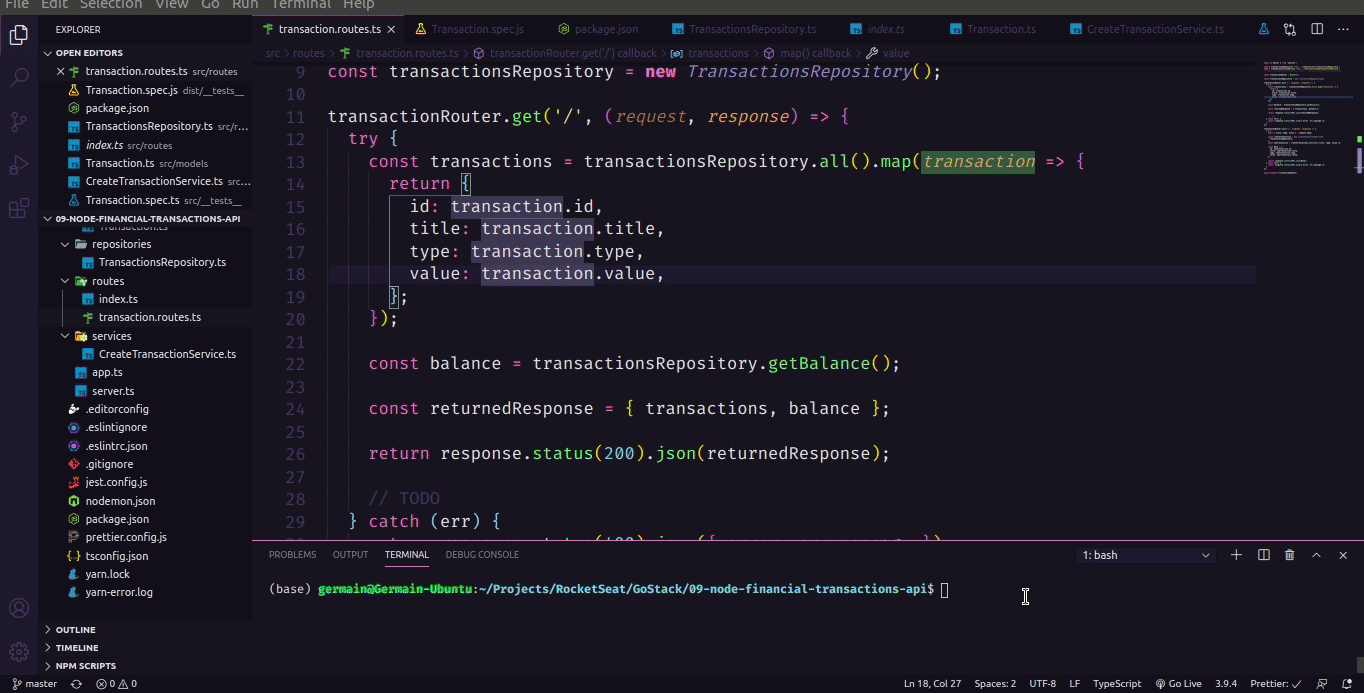 File Edit Selection View Go Run Terminal Help
EXPLORER
OPEN EDITORS
transaction.routes.ts src/routes
Transaction.spec.js dist/__tests__
package.json
TransactionsRepository.ts src/r...
index.ts src/routes
Transaction.ts src/models
CreateTransactionService.ts src...
Transaction.spec.ts src/__tests__
09-NODE-FINANCIAL-TRANSACTIONS-API
Transaction.ts
repositories
TransactionsRepository.ts
routes
index.ts
transaction.routes.ts
services
CreateTransactionService.ts
app.ts
server.ts
.editorconfig
.eslintignore
.eslintrc.json
.gitignore
jest.config.js
nodemon.json
package.json
prettier.config.js
tsconfig.json
yarn.lock
yarn-error.log
OUTLINE
TIMELINE
NPM SCRIPTS
transaction.routes.ts Transaction.spec.js package.json TransactionsRepository.ts index.ts Transaction.ts CreateTransactionService.ts
src > routes > transaction.routes.ts > transactionRouter.get('/') callback > transactions > map() callback > value
9 const transactionsRepository = new TransactionsRepository();
10
11 transactionRouter.get('/', (request, response) => {
12 try {
13 const transactions = transactionsRepository.all().map(transaction => {
14 return {
15 id: transaction.id,
16 title: transaction.title,
17 type: transaction.type,
18 value: transaction.value,
19 };
20 });
21
22 const balance = transactionsRepository.getBalance();
23
24 const returnedResponse = { transactions, balance };
25
26 return response.status(200).json(returnedResponse);
27
28 // TODO
29 } catch (err) {
PROBLEMS OUTPUT TERMINAL DEBUG CONSOLE 1: bash
(base) germain@Germain-Ubuntu:~/Projects/RocketSeat/GoStack/09-node-financial-transactions-api$
master 0 0 Ln 18, Col 27 Spaces: 2 UTF-8 LF TypeScript Go Live 3.9.4 Prettier: ✓